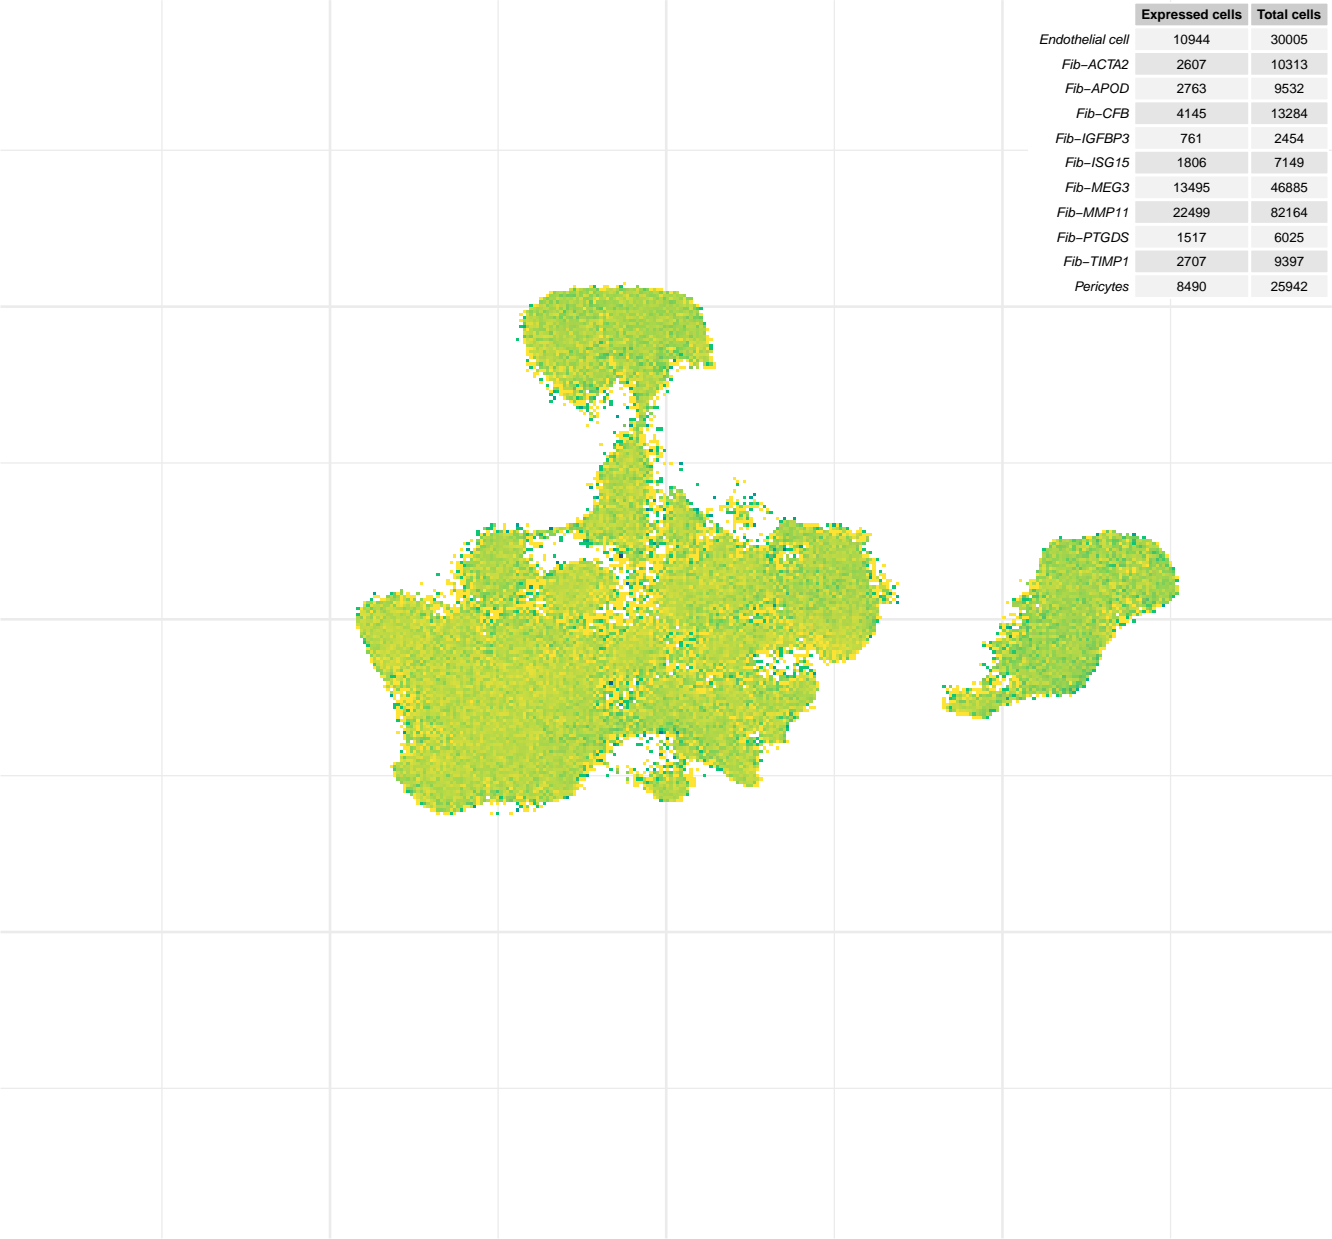 Expressed cells Total cells
Endothelial cell 10944 30005
Fib−ACTA2 2607 10313
Fib−APOD 2763 9532
Fib−CFB 4145 13284
Fib−IGFBP3 761 2454
Fib−ISG15 1806 7149
Fib−MEG3 13495 46885
Fib−MMP11 22499 82164
Fib−PTGDS 1517 6025
Fib−TIMP1 2707 9397
Pericytes 8490 25942